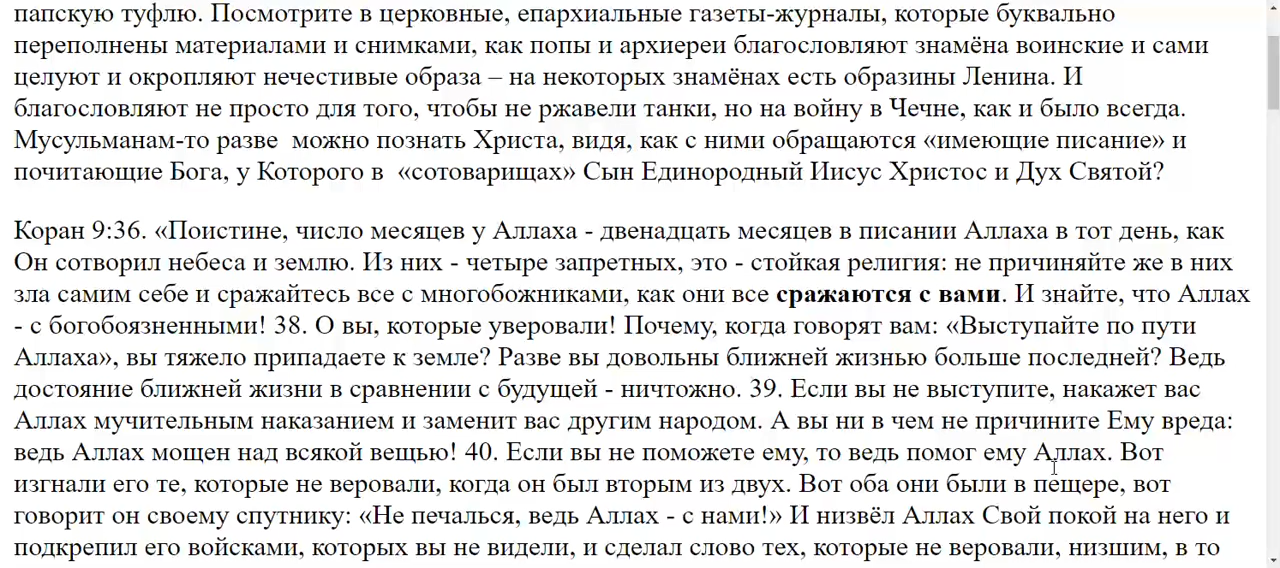 папскую туфлю. Посмотрите в церковные, епархиальные газеты-журналы, которые буквально
переполнены материалами и снимками, как попы и архиереи благословляют знамёна воинские и сами
целуют и окропляют нечестивые образа – на некоторых знамёнах есть образины Ленина. И
благословляют не просто для того, чтобы не ржавели танки, но на войну в Чечне, как и было всегда.
Мусульманам-то разве  можно познать Христа, видя, как с ними обращаются «имеющие писание» и
почитающие Бога, у Которого в  «сотоварищах» Сын Единородный Иисус Христос и Дух Святой?
Коран 9:36. «Поистине, число месяцев у Аллаха - двенадцать месяцев в писании Аллаха в тот день, как
Он сотворил небеса и землю. Из них - четыре запретных, это - стойкая религия: не причиняйте же в них
зла самим себе и сражайтесь все с многобожниками, как они все сражаются с вами. И знайте, что Аллах
- с богобоязненными! 38. О вы, которые уверовали! Почему, когда говорят вам: «Выступайте по пути
Аллаха», вы тяжело припадаете к земле? Разве вы довольны ближней жизнью больше последней? Ведь
достояние ближней жизни в сравнении с будущей - ничтожно. 39. Если вы не выступите, накажет вас
Аллах мучительным наказанием и заменит вас другим народом. А вы ни в чем не причините Ему вреда:
ведь Аллах мощен над всякой вещью! 40. Если вы не поможете ему, то ведь помог ему Аллах. Вот
изгнали его те, которые не веровали, когда он был вторым из двух. Вот оба они были в пещере, вот
говорит он своему спутнику: «Не печалься, ведь Аллах - с нами!» И низвёл Аллах Свой покой на него и
подкрепил его войсками, которых вы не видели, и сделал слово тех, которые не веровали, низшим, в то